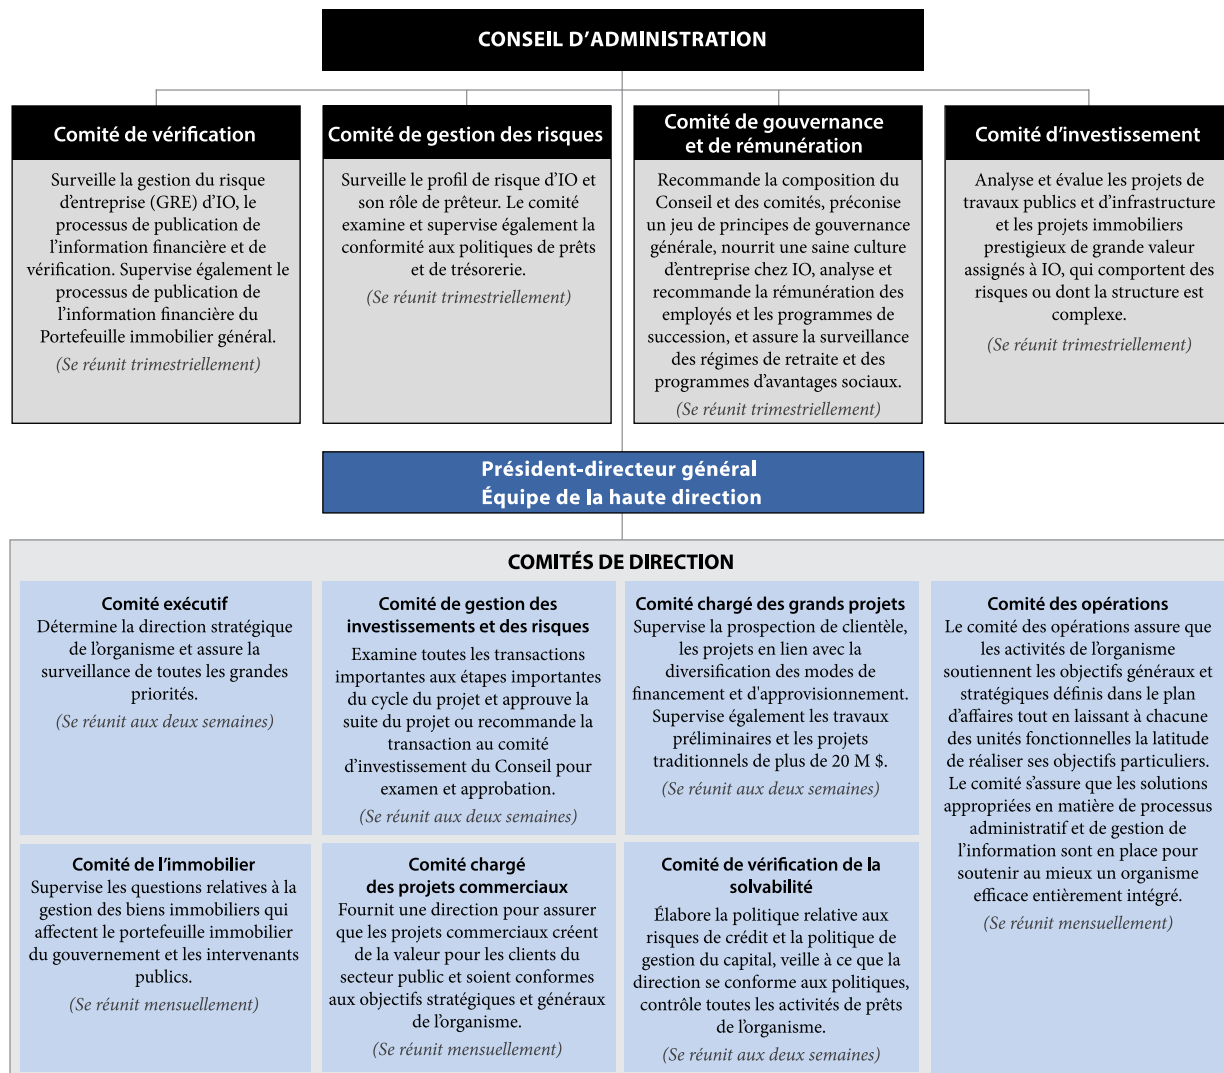 CONSEIL D'ADMINISTRATION
Comité de vérification
Surveille la gestion du risque
d'entreprise (GRE) d'IO, le
processus de publication de
l'information financière et de
vérification. Supervise également le
processus de publication de
l'information financière du
Portefeuille immobilier général.
(Se réunit trimestriellement)
Comité de gestion des risques
Surveille le profil de risque d'IO et
son rôle de prêteur. Le comité
examine et supervise également la
conformité aux politiques de prêts
et de trésorerie.
(Se réunit trimestriellement)
Comité de gouvernance
et de rémunération
Recommande la composition du
Conseil et des comités, préconise
un jeu de principes de gouvernance
générale, nourrit une saine culture
d'entreprise chez IO, analyse et
recommande la rémunération des
employés et les programmes de
succession, et assure la surveillance
des régimes de retraite et des
programmes d'avantages sociaux.
(Se réunit trimestriellement)
Comité d'investissement
Analyse et évalue les projets de
travaux publics et d'infrastructure
et les projets immobiliers
prestigieux de grande valeur
assignés à IO, qui comportent des
risques ou dont la structure est
complexe.
(Se réunit trimestriellement)
Président-directeur général
Équipe de la haute direction
COMITÉS DE DIRECTION
Comité exécutif
Détermine la direction stratégique
de l'organisme et assure la
surveillance de toutes les grandes
priorités.
(Se réunit aux deux semaines)
Comité de gestion des
investissements et des risques
Examine toutes les transactions
importantes aux étapes importantes
du cycle du projet et approuve la
suite du projet ou recommande la
transaction au comité
d'investissement du Conseil pour
examen et approbation.
(Se réunit aux deux semaines)
Comité chargé des grands projets
Supervise la prospection de clientèle,
les projets en lien avec la
diversification des modes de
financement et d'approvisionnement.
Supervise également les travaux
préliminaires et les projets
traditionnels de plus de 20 M $.
(Se réunit aux deux semaines)
Comité des opérations
Le comité des opérations assure que
les activités de l'organisme
soutiennent les objectifs généraux et
stratégiques définis dans le plan
d'affaires tout en laissant à chacune
des unités fonctionnelles la latitude
de réaliser ses objectifs particuliers.
Le comité s'assure que les solutions
appropriées en matière de processus
administratif et de gestion de
l'information sont en place pour
soutenir au mieux un organisme
efficace entièrement intégré.
(Se réunit mensuellement)
Comité de l'immobilier
Supervise les questions relatives à la
gestion des biens immobiliers qui
affectent le portefeuille immobilier
du gouvernement et les intervenants
publics.
(Se réunit mensuellement)
Comité chargé
des projets commerciaux
Fournit une direction pour assurer
que les projets commerciaux créent
de la valeur pour les clients du
secteur public et soient conformes
aux objectifs stratégiques et généraux
de l'organisme.
(Se réunit mensuellement)
Comité de vérification de la
solvabilité
Élabore la politique relative aux
risques de crédit et la politique de
gestion du capital, veille à ce que la
direction se conforme aux politiques,
contrôle toutes les activités de prêts
de l'organisme.
(Se réunit aux deux semaines)